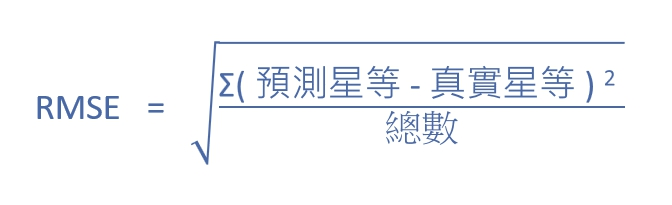 RMSE = √
Σ( 預測星等 - 真實星等 ) ²
總數